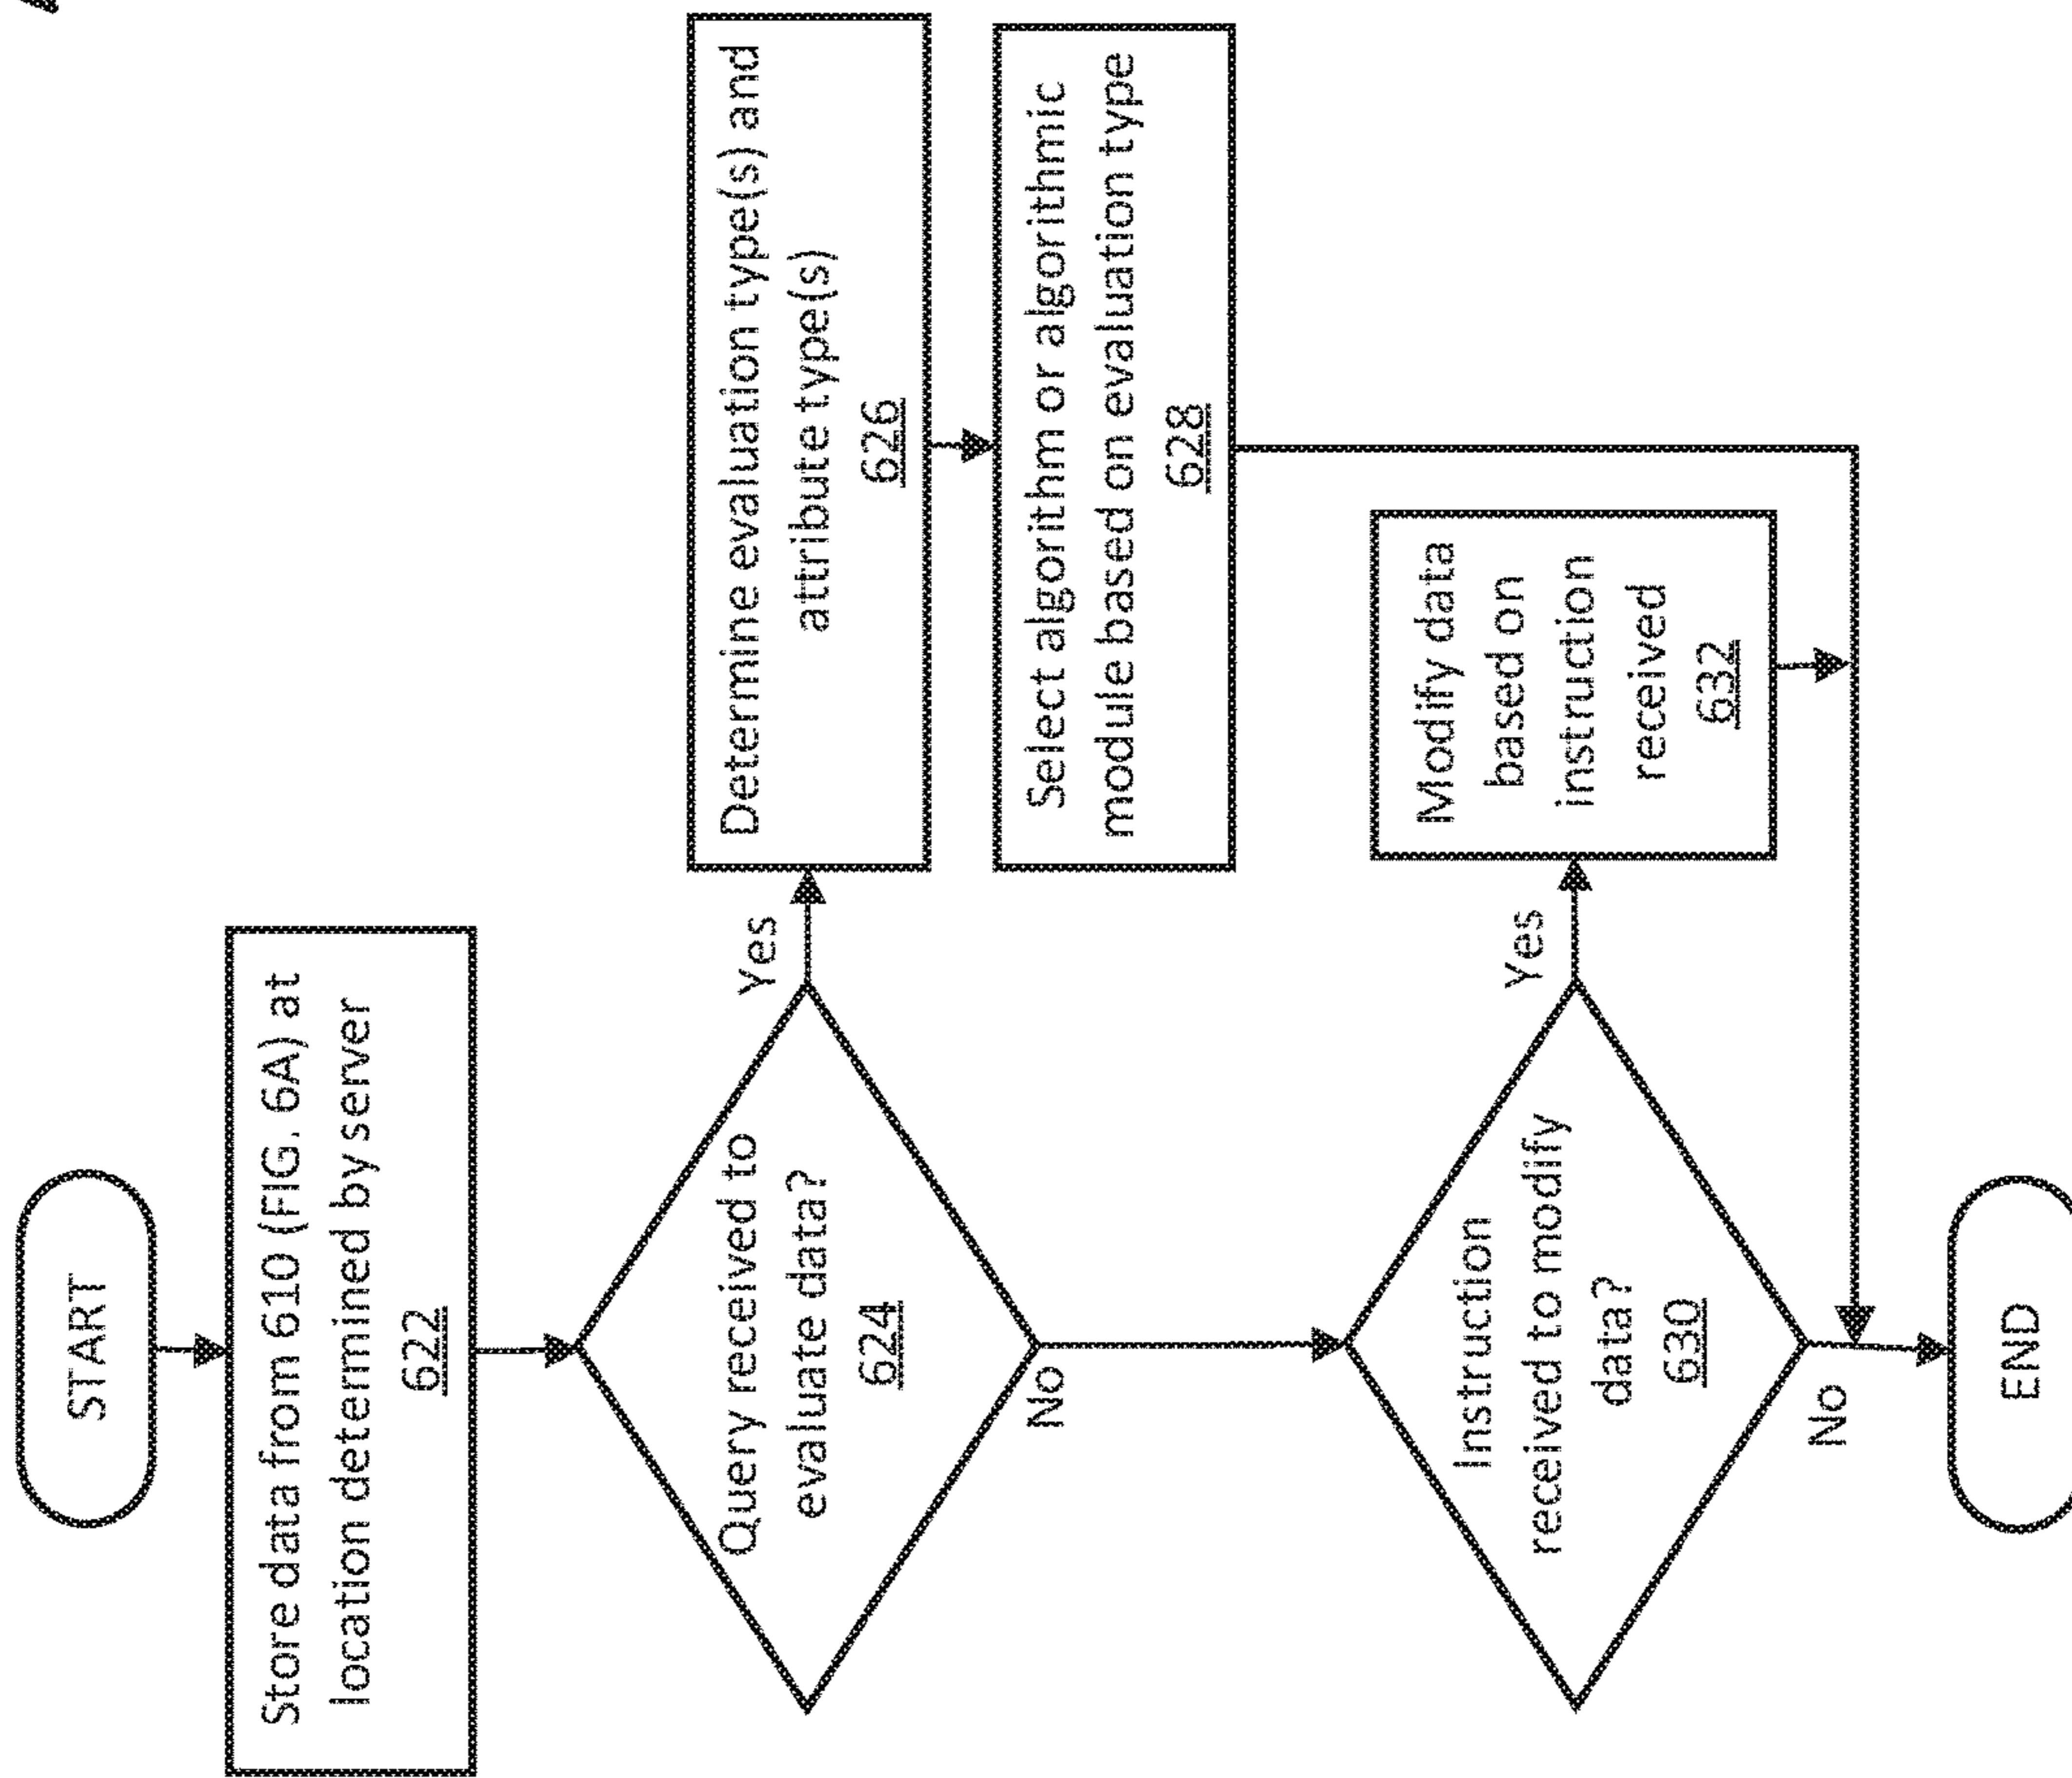 START
Store data from 610 (FIG. 6A) at
location determined by server
622
Query received to
evaluate data?
624
Yes
Determine evaluation type(s) and
attribute type(s)
626
Select algorithm or algorithmic
module based on evaluation type
628
No
Instruction
received to modify
data?
630
Yes
Modify data
based on
instruction
received
632
No
END